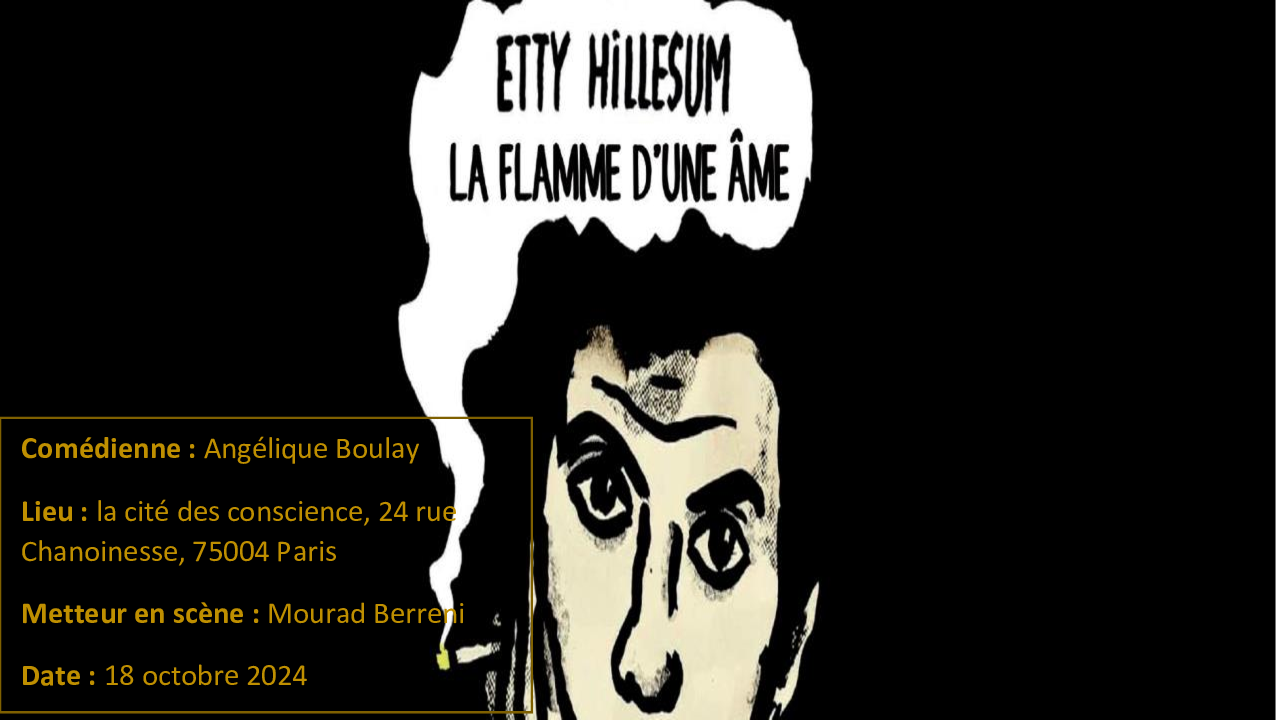 ETTY HiLLESUM
LA FLAMME D'UNE ÂME
Comédienne : Angélique Boulay
Lieu : la cité des conscience, 24 rue
Chanoinesse, 75004 Paris
Metteur en scène : Mourad Berreni
Date : 18 octobre 2024